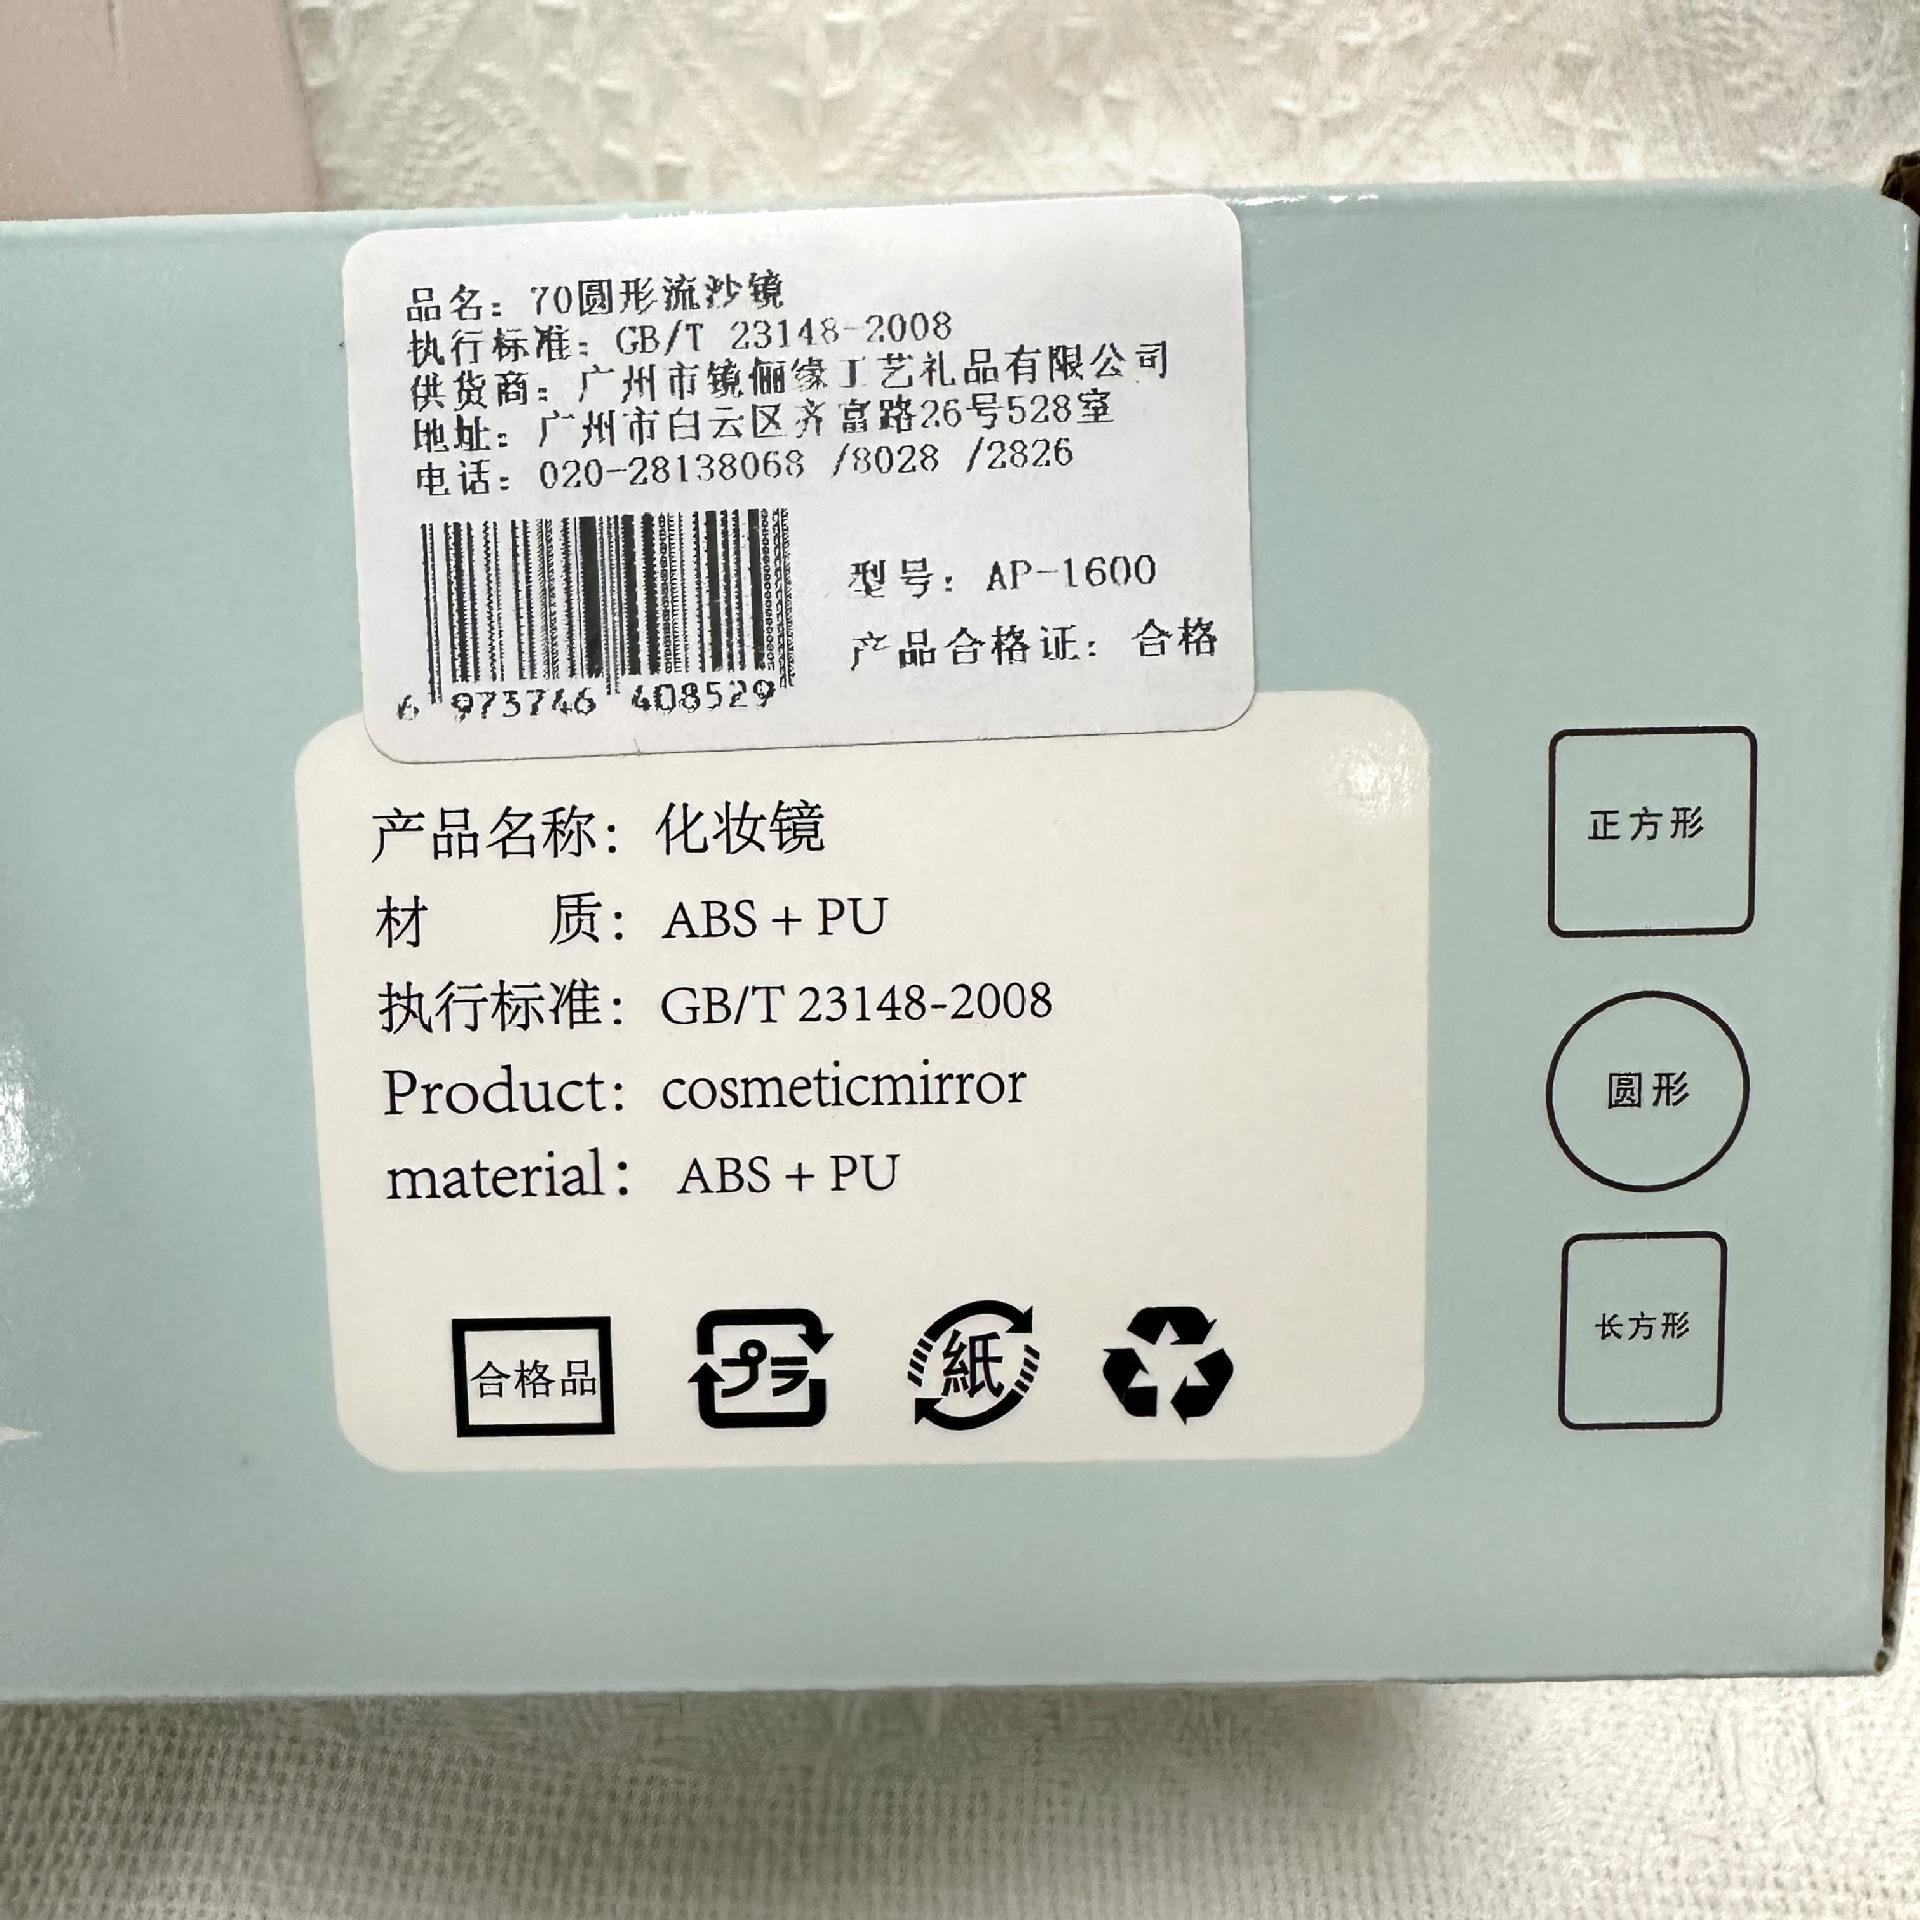 品名：70圆形流沙镜
执行标准：GB/T 23148-2008
供货商：广州市镜俪缘工艺礼品有限公司
地址：广州市白云区齐富路26号528室
电话：020-28138068 /8028 /2826
6 973746 408529
型号：AP-1600
产品合格证：合格
产品名称：化妆镜
材 质：ABS + PU
执行标准：GB/T 23148-2008
Product：cosmeticmirror
material：ABS + PU
合格品
プラ
紙
正方形
圆形
长方形